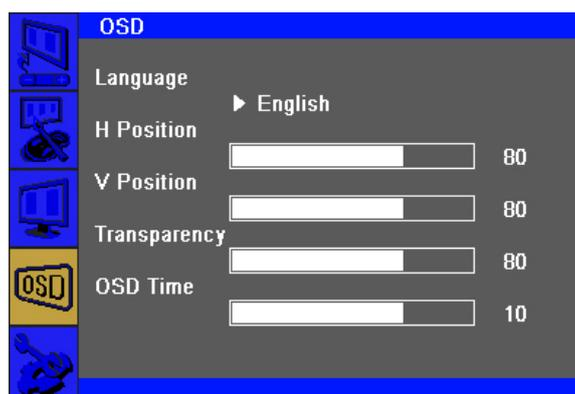 OSD
Language
English
H Position
80
V Position
80
Transparency
80
OSD
OSD Time
10